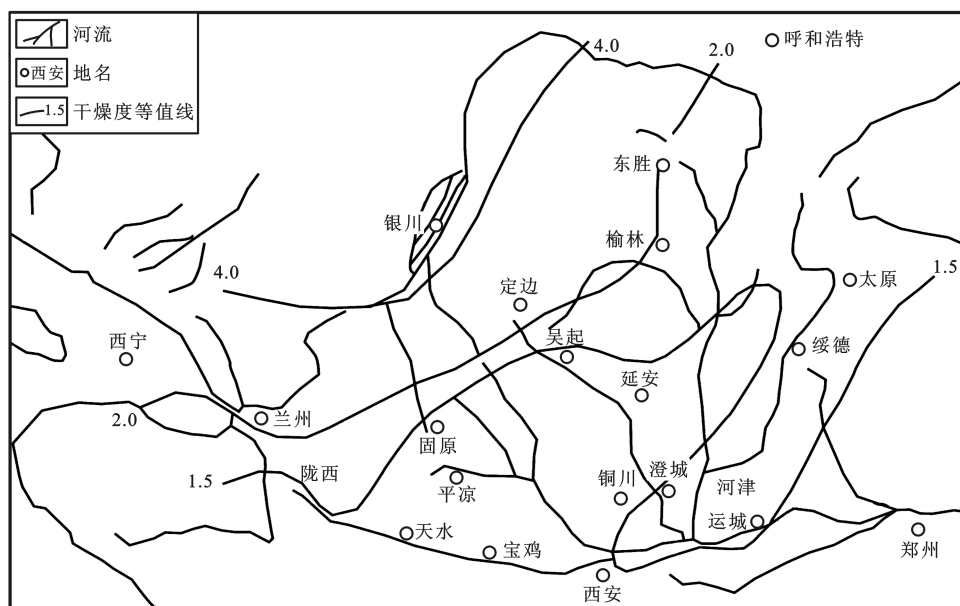 河流
西安 地名
1.5 干燥度等值线
4.0
2.0
呼和浩特
东胜
银川
榆林
4.0
定边
太原
1.5
西宁
吴起
绥德
延安
2.0
兰州
固原
1.5
陇西
平凉
铜川
澄城
河津
运城
天水
宝鸡
西安
郑州